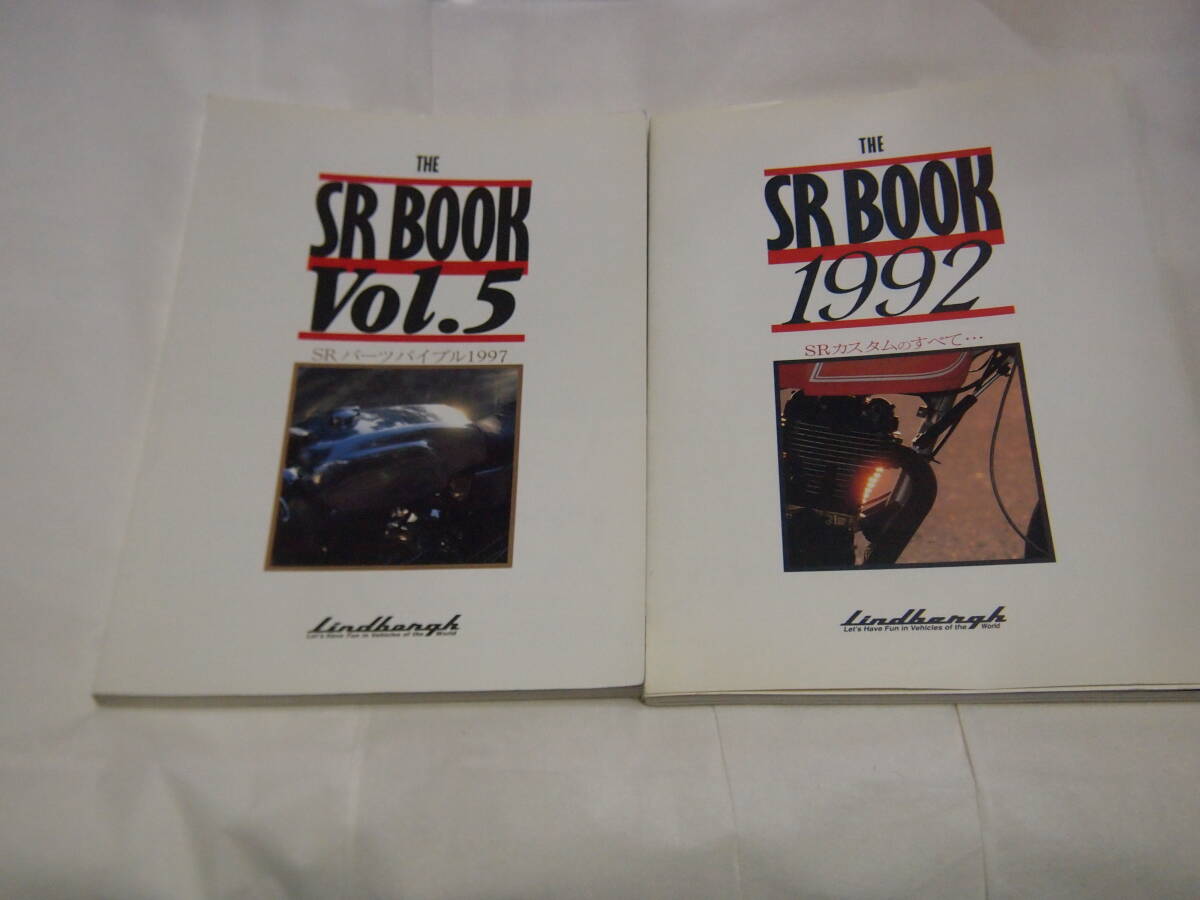 THE
SR BOOK
Vol.5
SRパーツバイブル1997
Lindbergh
Let's Have Fun in Vehicles of the World
THE
SR BOOK
1992
SRカスタムのすべて…
Lindbergh
Let's Have Fun in Vehicles of the World